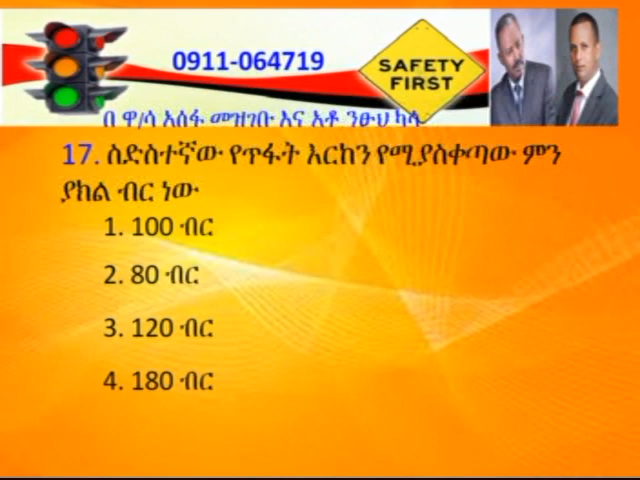 0911-064719
SAFETY
FIRST
በ ዋ/ሳ አሰፋ መዝገቡ እና አቶ ንፁህ ካሳ
17. ስድስተኛው የጥፋት እርከን የሚያስቀጣው ምን
ያክል ብር ነው
1. 100 ብር
2. 80 ብር
3. 120 ብር
4. 180 ብር